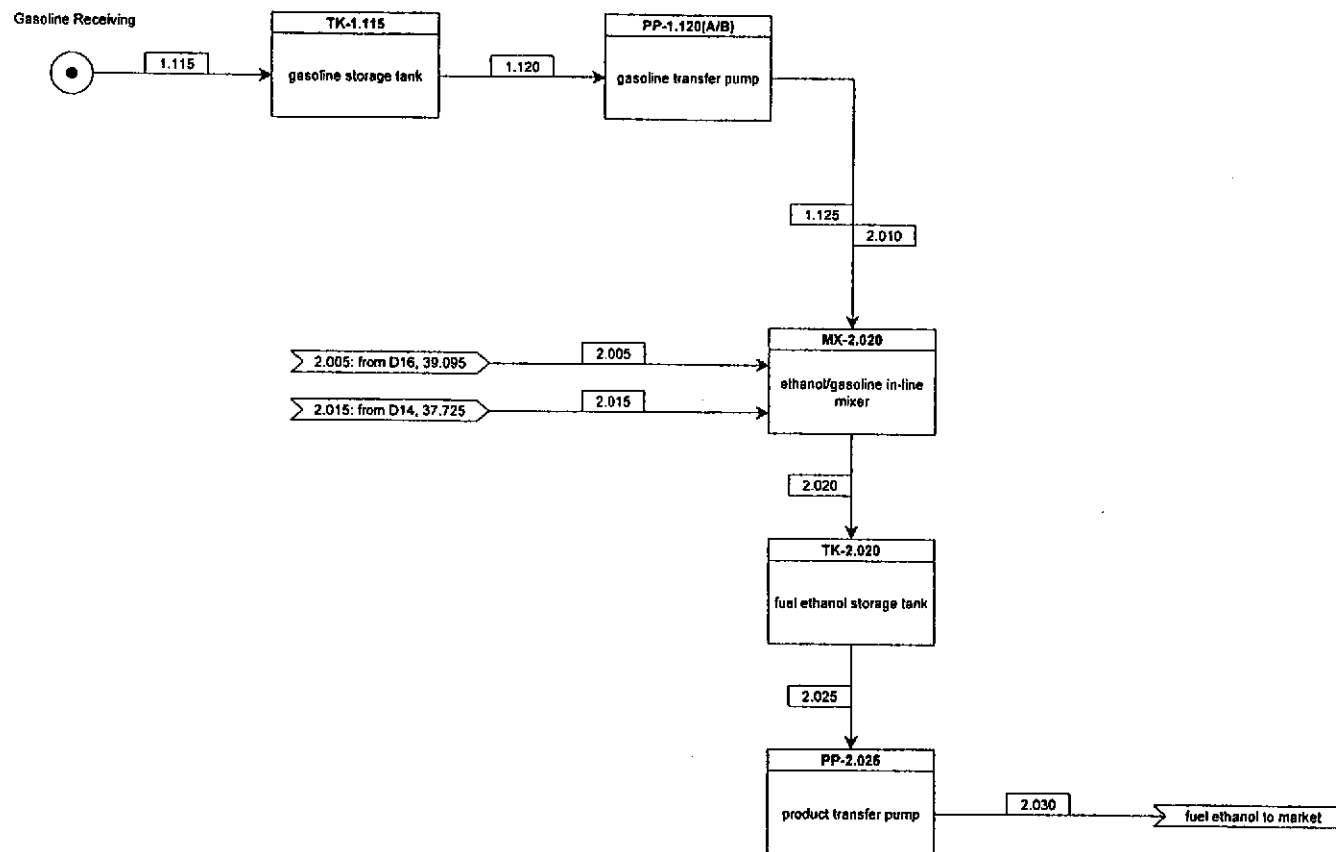 Gasoline Receiving
TK-1.115
PP-1.120(A/B)
1.115
gasoline storage tank
1.120
gasoline transfer pump
1.125
2.010
MX-2.020
2.005: from D16, 39.095
2.005
ethanol/gasoline in-line
mixer
2.015: from D14, 37.725
2.015
2.020
TK-2.020
fuel ethanol storage tank
2.025
PP-2.025
product transfer pump
2.030
fuel ethanol to market